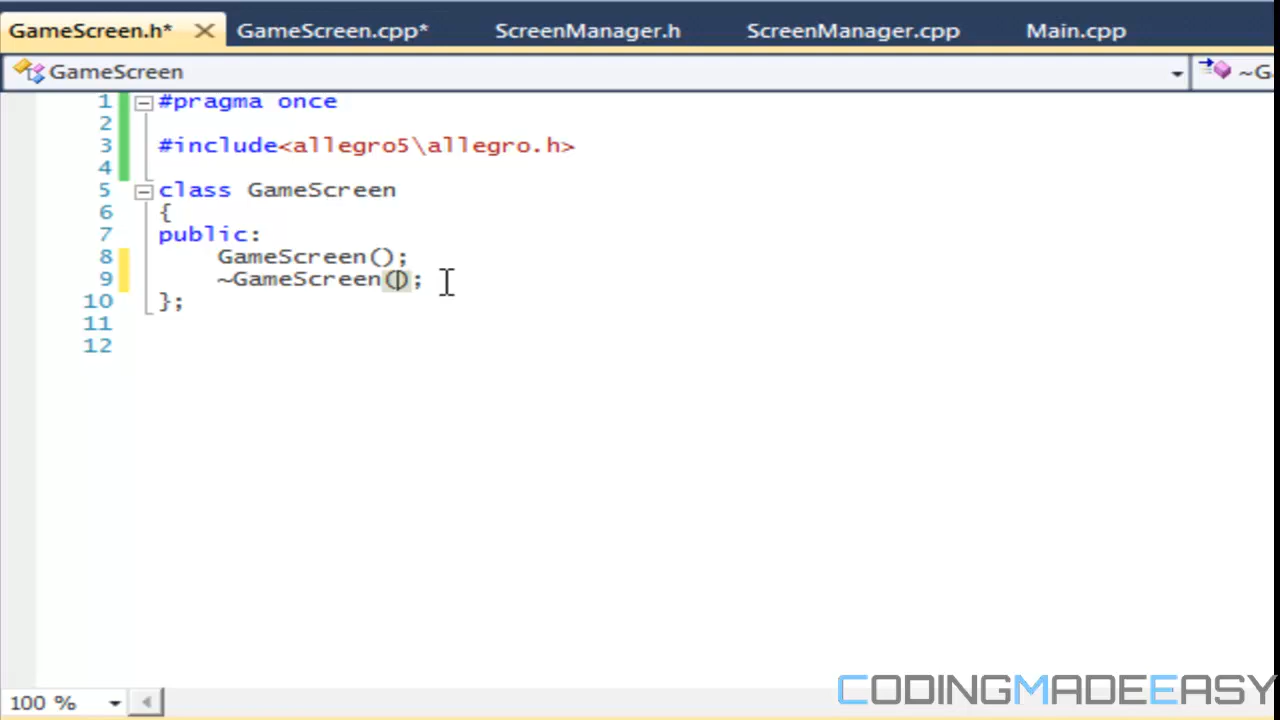 GameScreen.h* GameScreen.cpp* ScreenManager.h ScreenManager.cpp Main.cpp
GameScreen ~G
1 #pragma once
2
3 #include<allegro5\allegro.h>
4
5 class GameScreen
6 {
7 public:
8 GameScreen();
9 ~GameScreen();
10 };
11
12
100 %
CODINGMADEEASY